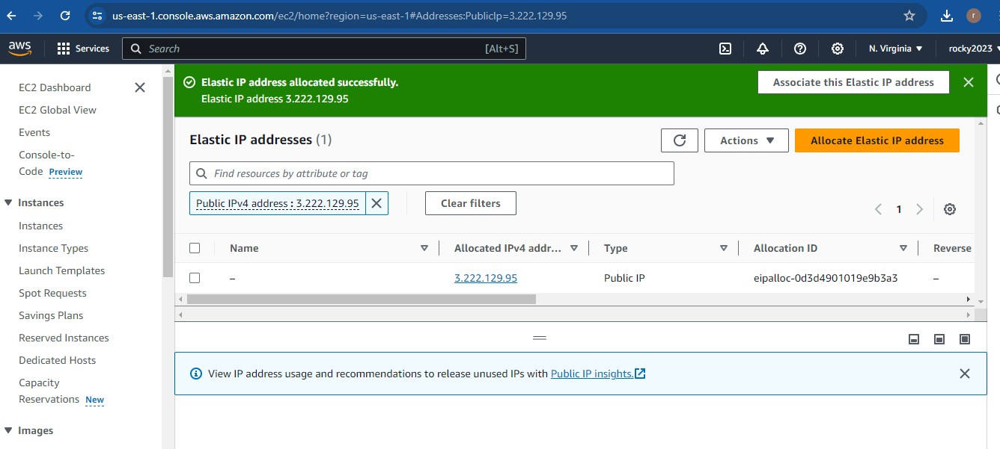 us-east-1.console.aws.amazon.com/ec2/home?region=us-east-1#Addresses:PublicIp=3.222.129.95
r
aws
Services
Search
[Alt+S]
N. Virginia
rocky2023
EC2 Dashboard
EC2 Global View
Events
Console-to-
Code Preview
Instances
Instances
Instance Types
Launch Templates
Spot Requests
Savings Plans
Reserved Instances
Dedicated Hosts
Capacity
Reservations New
Images
Elastic IP address allocated successfully.
Elastic IP address 3.222.129.95
Associate this Elastic IP address
Elastic IP addresses (1)
Actions
Allocate Elastic IP address
Find resources by attribute or tag
Public IPv4 address : 3.222.129.95
Clear filters
1
Name
Allocated IPv4 addr...
Type
Allocation ID
Reverse
–
3.222.129.95
Public IP
eipalloc-0d3d4901019e9b3a3
–
View IP address usage and recommendations to release unused IPs with Public IP insights.